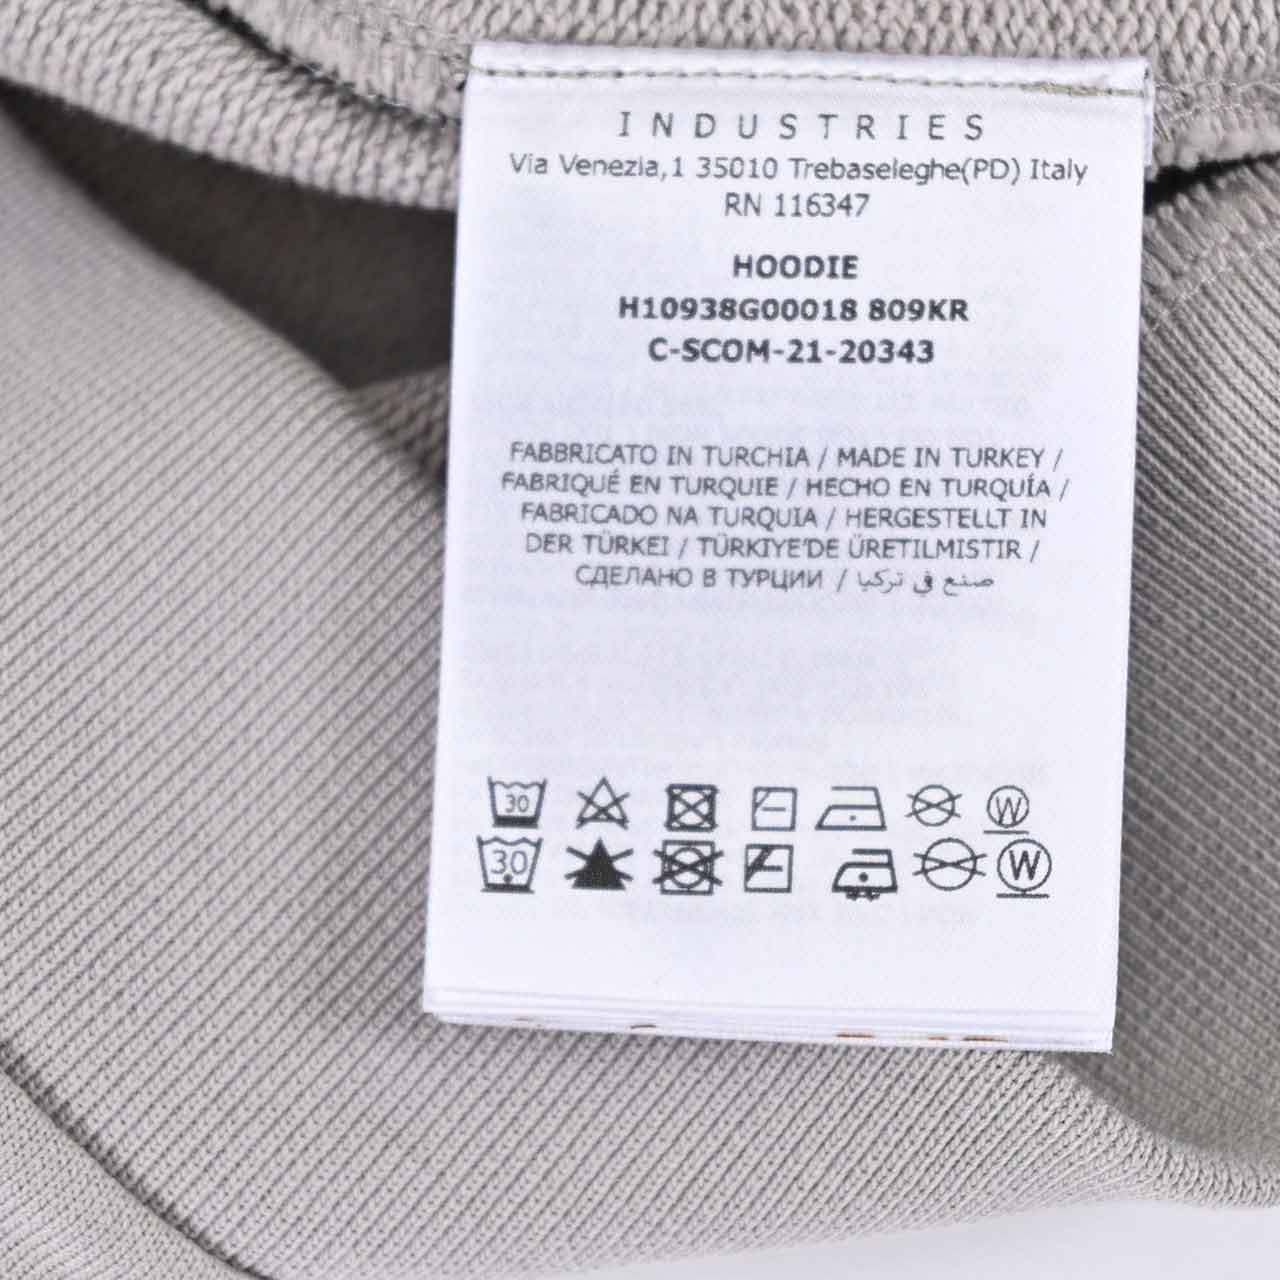 INDUSTRIES
Via Venezia,1 35010 Trebaseleghe(PD) Italy
RN 116347
HOODIE
H10938G00018 809KR
C-SCOM-21-20343
FABBRICATO IN TURCHIA / MADE IN TURKEY /
FABRIQUÉ EN TURQUIE / HECHO EN TURQUÍA /
FABRICADO NA TURQUIA / HERGESTELLT IN
DER TÜRKEI / TÜRKIYE'DE ÜRETILMISTIR /
СДЕЛАНО В ТУРЦИИ / صنع في تركيا
30 W
30 W